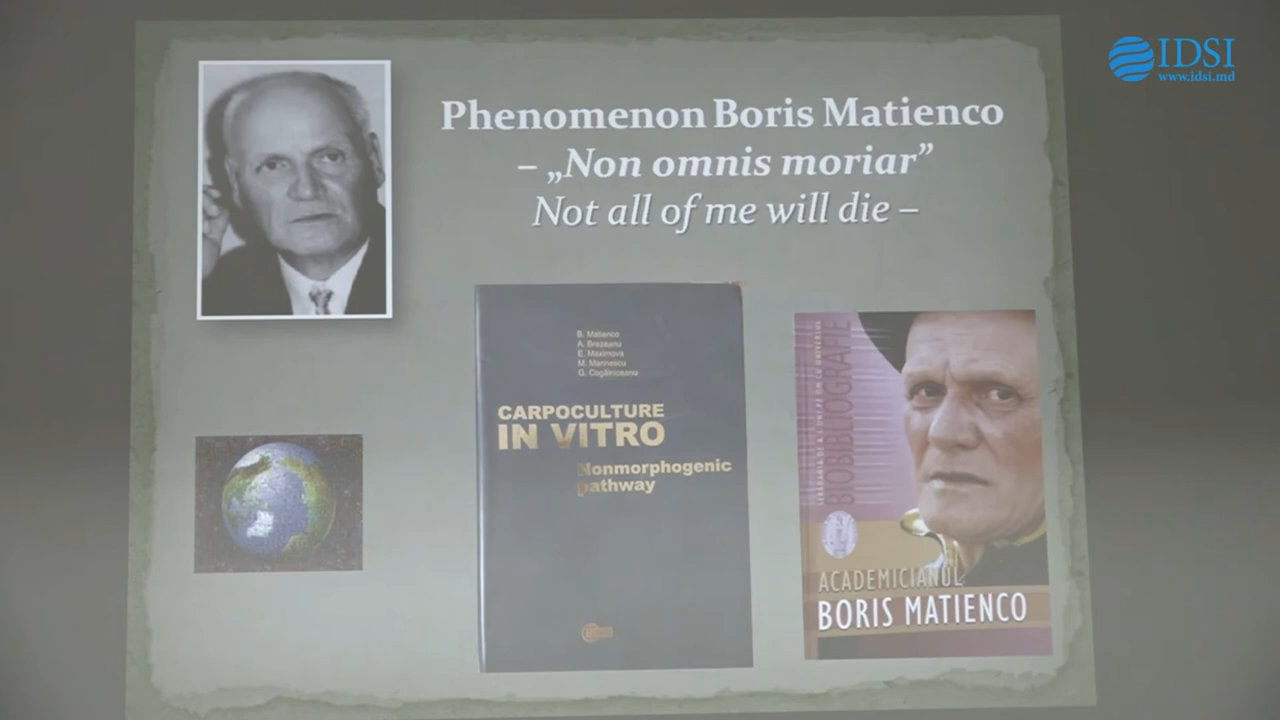 IDSI
www.idsi.md
Phenomenon Boris Matienco
– „Non omnis moriar”
Not all of me will die –
B. Matienco
A. Brezeanu
E. Maximova
M. Marinescu
G. Cogălniceanu
CARPOCULTURE
IN VITRO
Nonmorphogenic
pathway
BIOBIBLIOGRAFIE
ACADEMICIANUL
BORIS MATIENCO